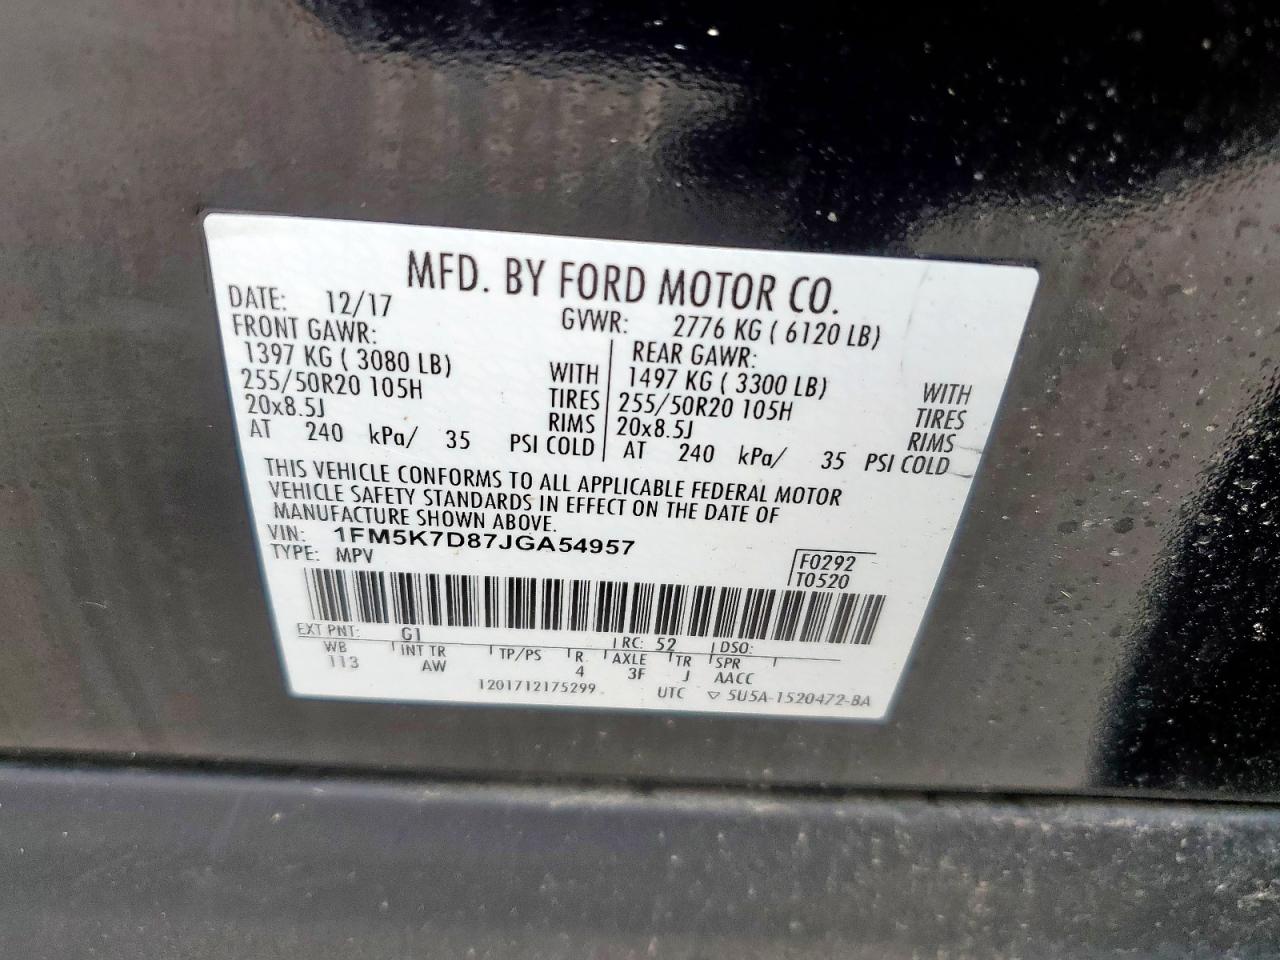 MFD. BY FORD MOTOR CO.
DATE: 12/17 GVWR: 2776 KG ( 6120 LB)
FRONT GAWR: REAR GAWR:
1397 KG ( 3080 LB) WITH 1497 KG ( 3300 LB) WITH
255/50R20 105H TIRES 255/50R20 105H TIRES
20x8.5J RIMS 20x8.5J RIMS
AT 240 kPa/ 35 PSI COLD AT 240 kPa/ 35 PSI COLD
THIS VEHICLE CONFORMS TO ALL APPLICABLE FEDERAL MOTOR
VEHICLE SAFETY STANDARDS IN EFFECT ON THE DATE OF
MANUFACTURE SHOWN ABOVE.
VIN: 1FM5K7D87JGA54957
TYPE: MPV
F0292
T0520
EXT PNT: G1 RC: 52 DSO:
WB INT TR TP/PS R AXLE TR SPR
113 AW 4 3F J AACC
1201712175299 UTC ▽ 5U5A-1520472-BA